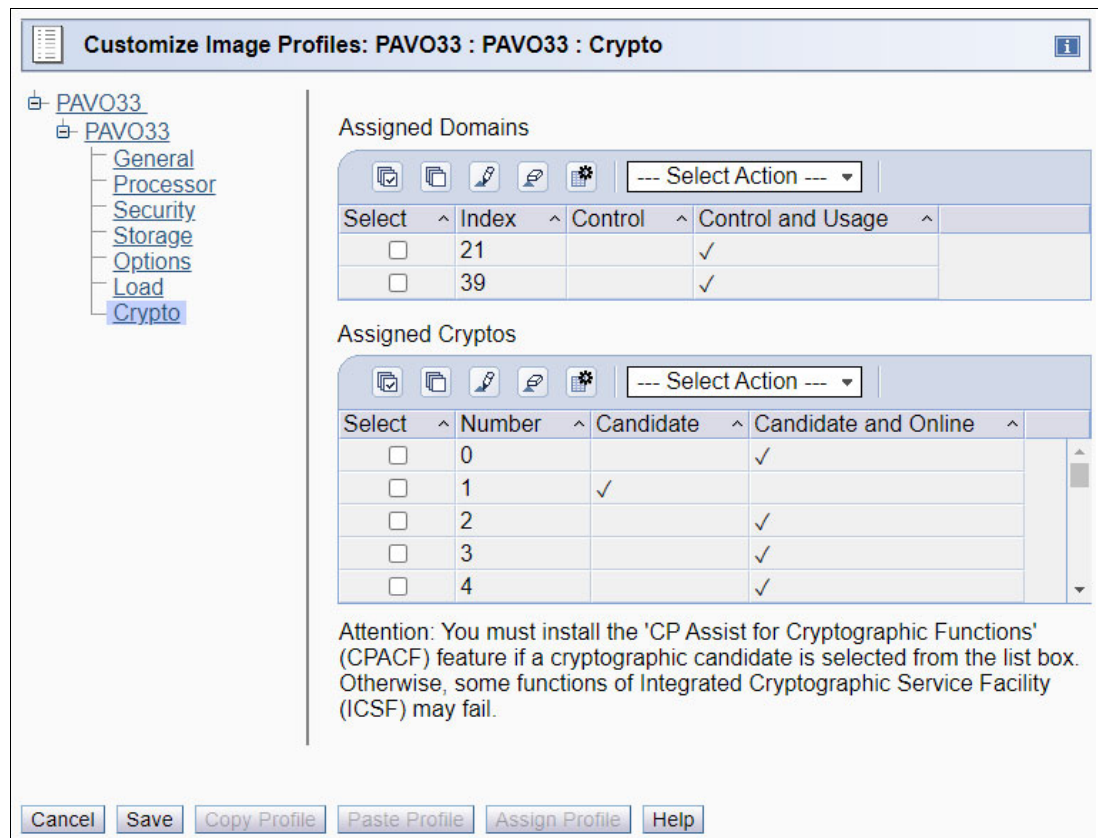 Customize Image Profiles: PAVO33 : PAVO33 : Crypto
i
PAVO33
PAVO33
General
Processor
Security
Storage
Options
Load
Crypto
Assigned Domains
--- Select Action ---
Select ^ Index ^ Control ^ Control and Usage ^
21 ✓
39 ✓
Assigned Cryptos
--- Select Action ---
Select ^ Number ^ Candidate ^ Candidate and Online ^
0 ✓
1 ✓
2 ✓
3 ✓
4 ✓
Attention: You must install the 'CP Assist for Cryptographic Functions'
(CPACF) feature if a cryptographic candidate is selected from the list box.
Otherwise, some functions of Integrated Cryptographic Service Facility
(ICSF) may fail.
Cancel Save Copy Profile Paste Profile Assign Profile Help